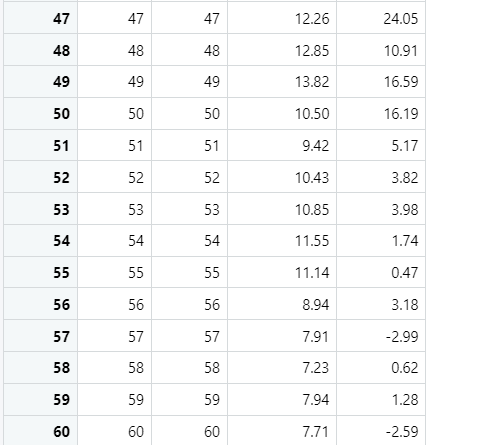 47 47 47 12.26 24.05
48 48 48 12.85 10.91
49 49 49 13.82 16.59
50 50 50 10.50 16.19
51 51 51 9.42 5.17
52 52 52 10.43 3.82
53 53 53 10.85 3.98
54 54 54 11.55 1.74
55 55 55 11.14 0.47
56 56 56 8.94 3.18
57 57 57 7.91 -2.99
58 58 58 7.23 0.62
59 59 59 7.94 1.28
60 60 60 7.71 -2.59